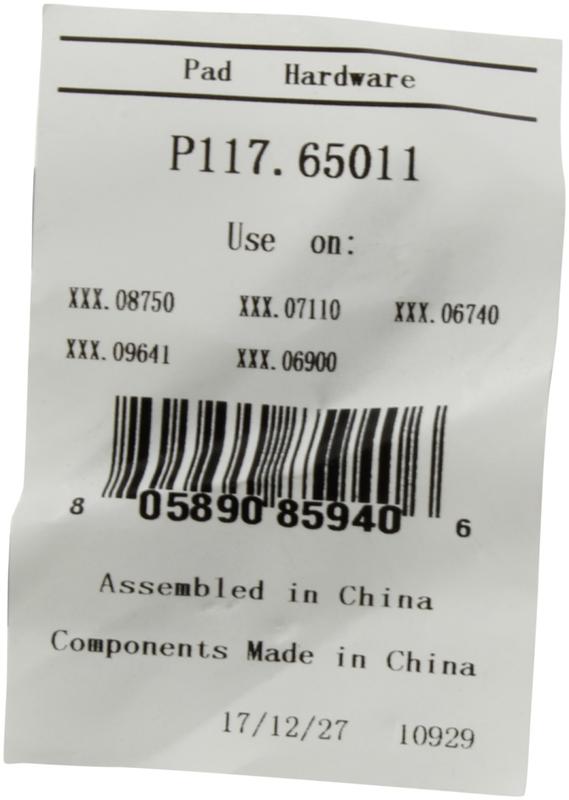 Pad Hardware
P117.65011
Use on:
XXX.08750 XXX.07110 XXX.06740
XXX.09641 XXX.06900
8 05890 85940 6
Assembled in China
Components Made in China
17/12/27 10929